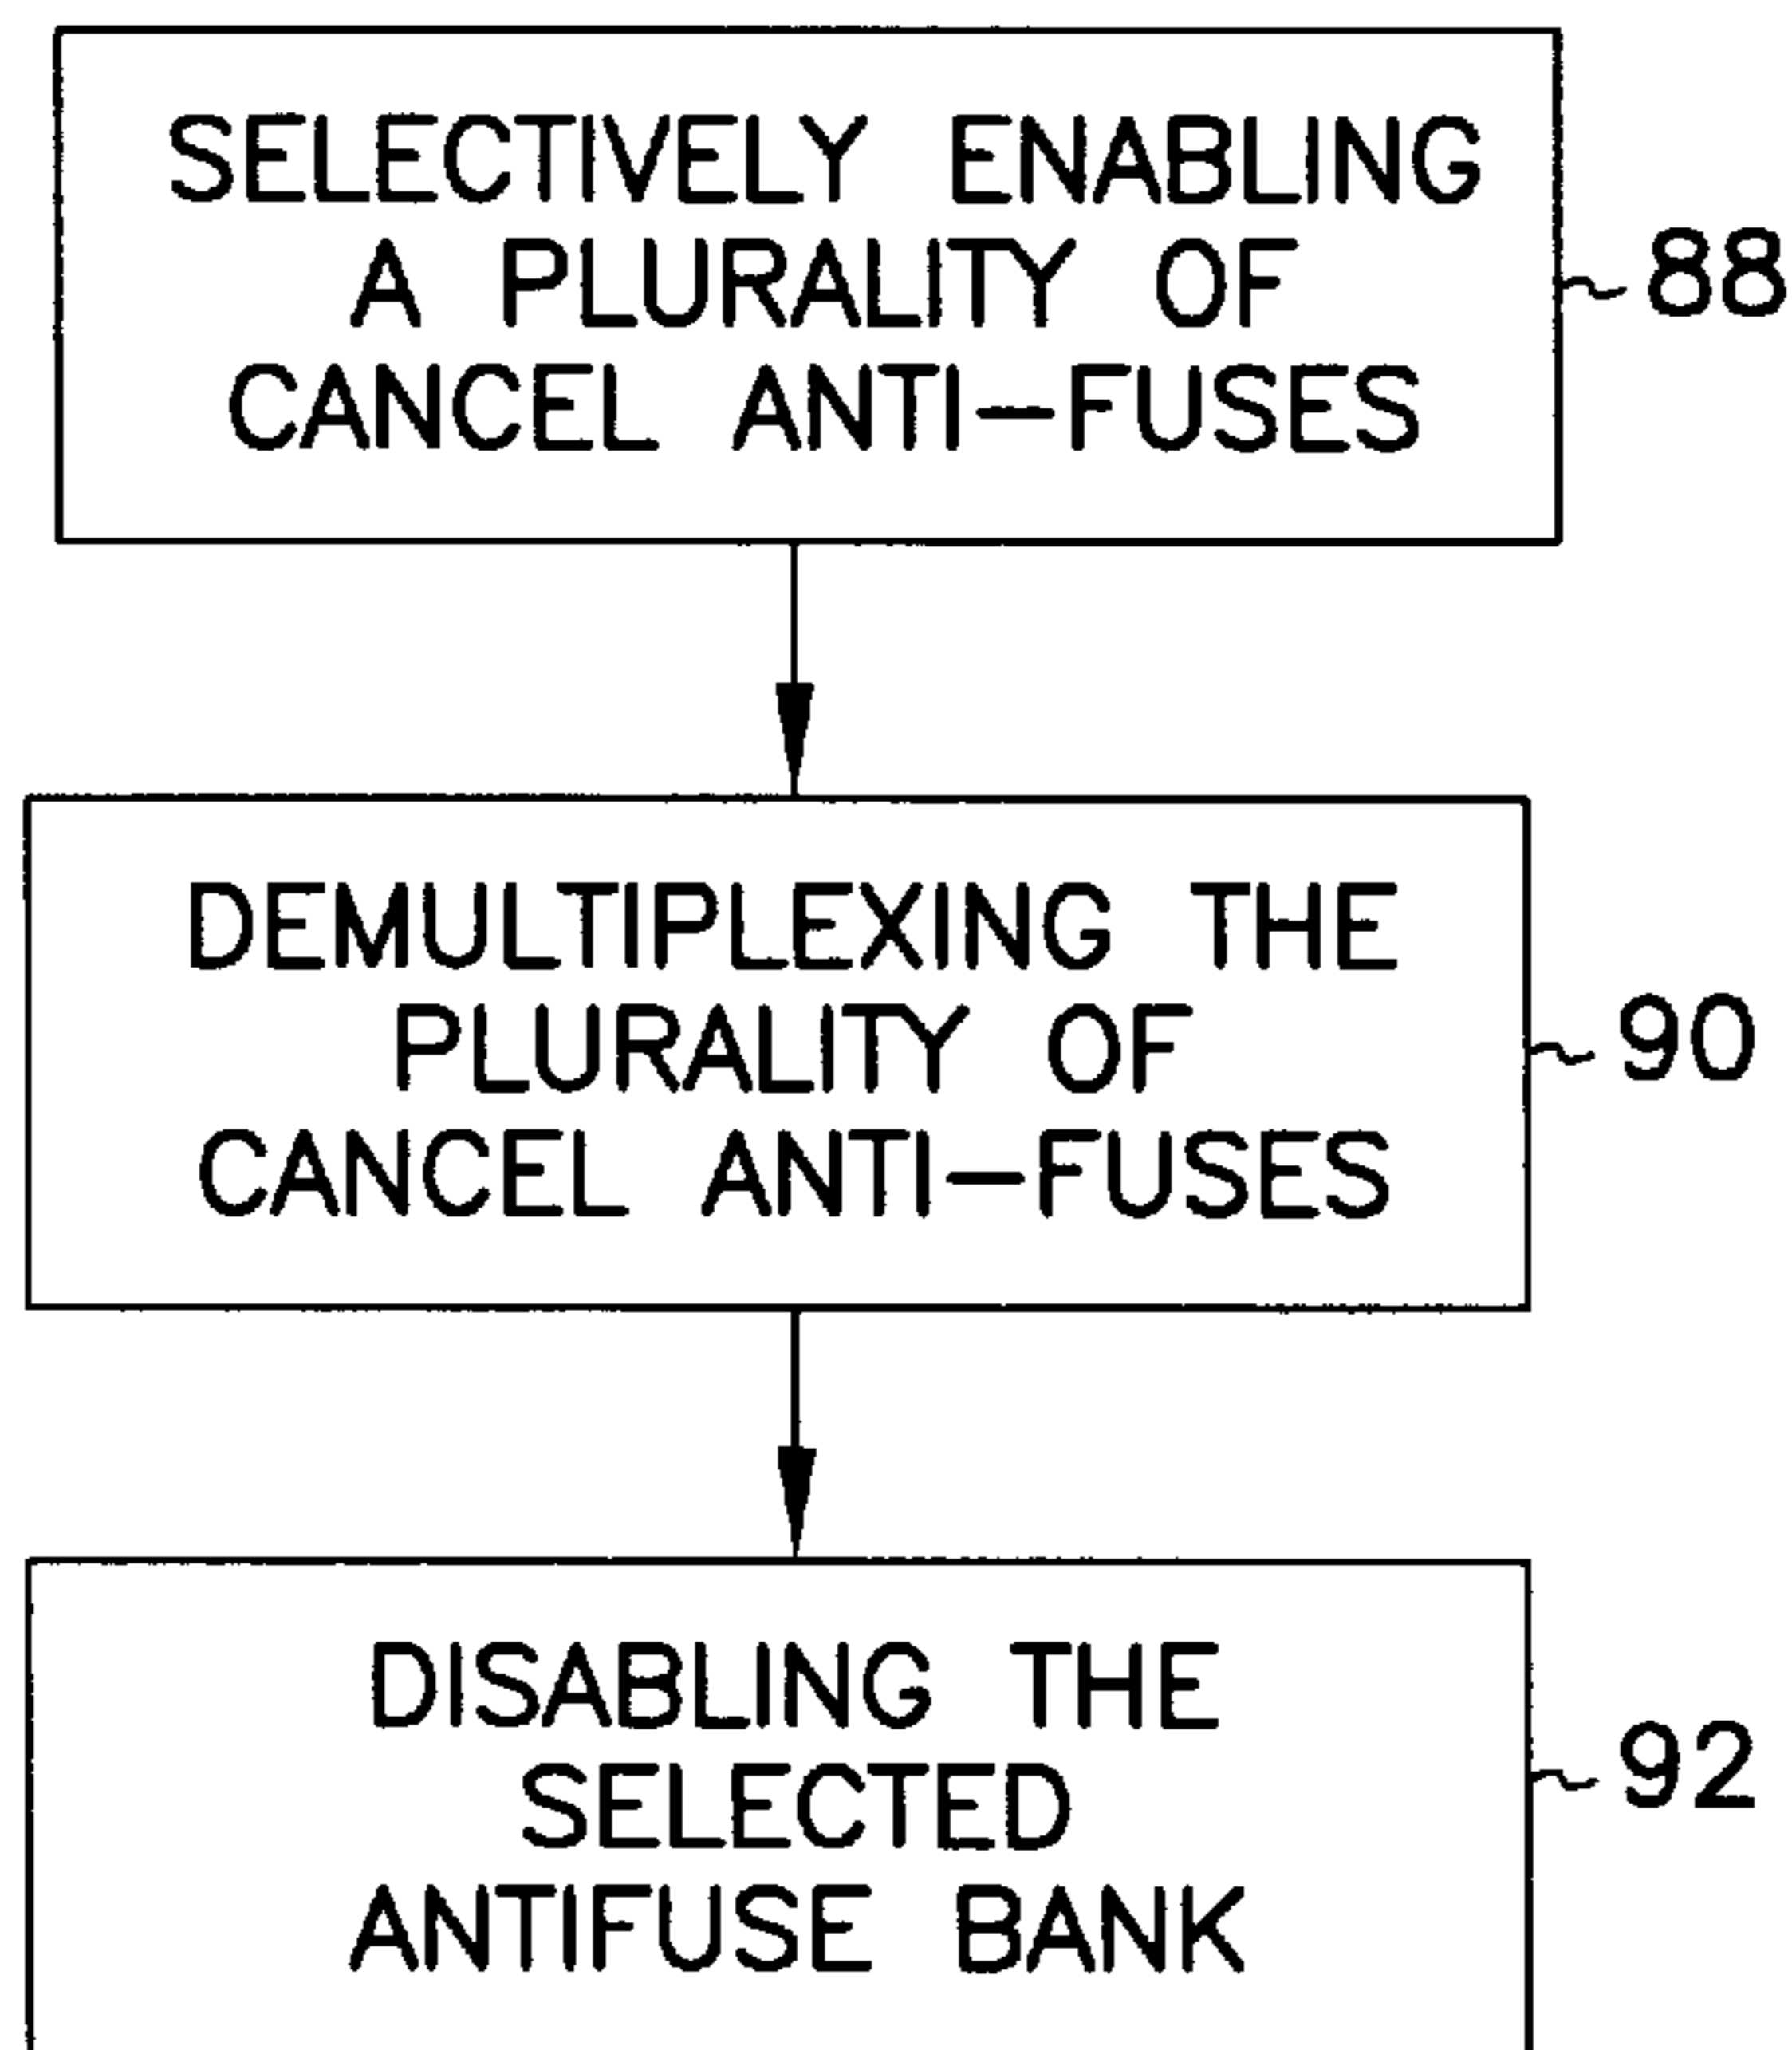 SELECTIVELY ENABLING
A PLURALITY OF
CANCEL ANTI-FUSES
88
DEMULTIPLEXING THE
PLURALITY OF
CANCEL ANTI-FUSES
90
DISABLING THE
SELECTED
ANTIFUSE BANK
92